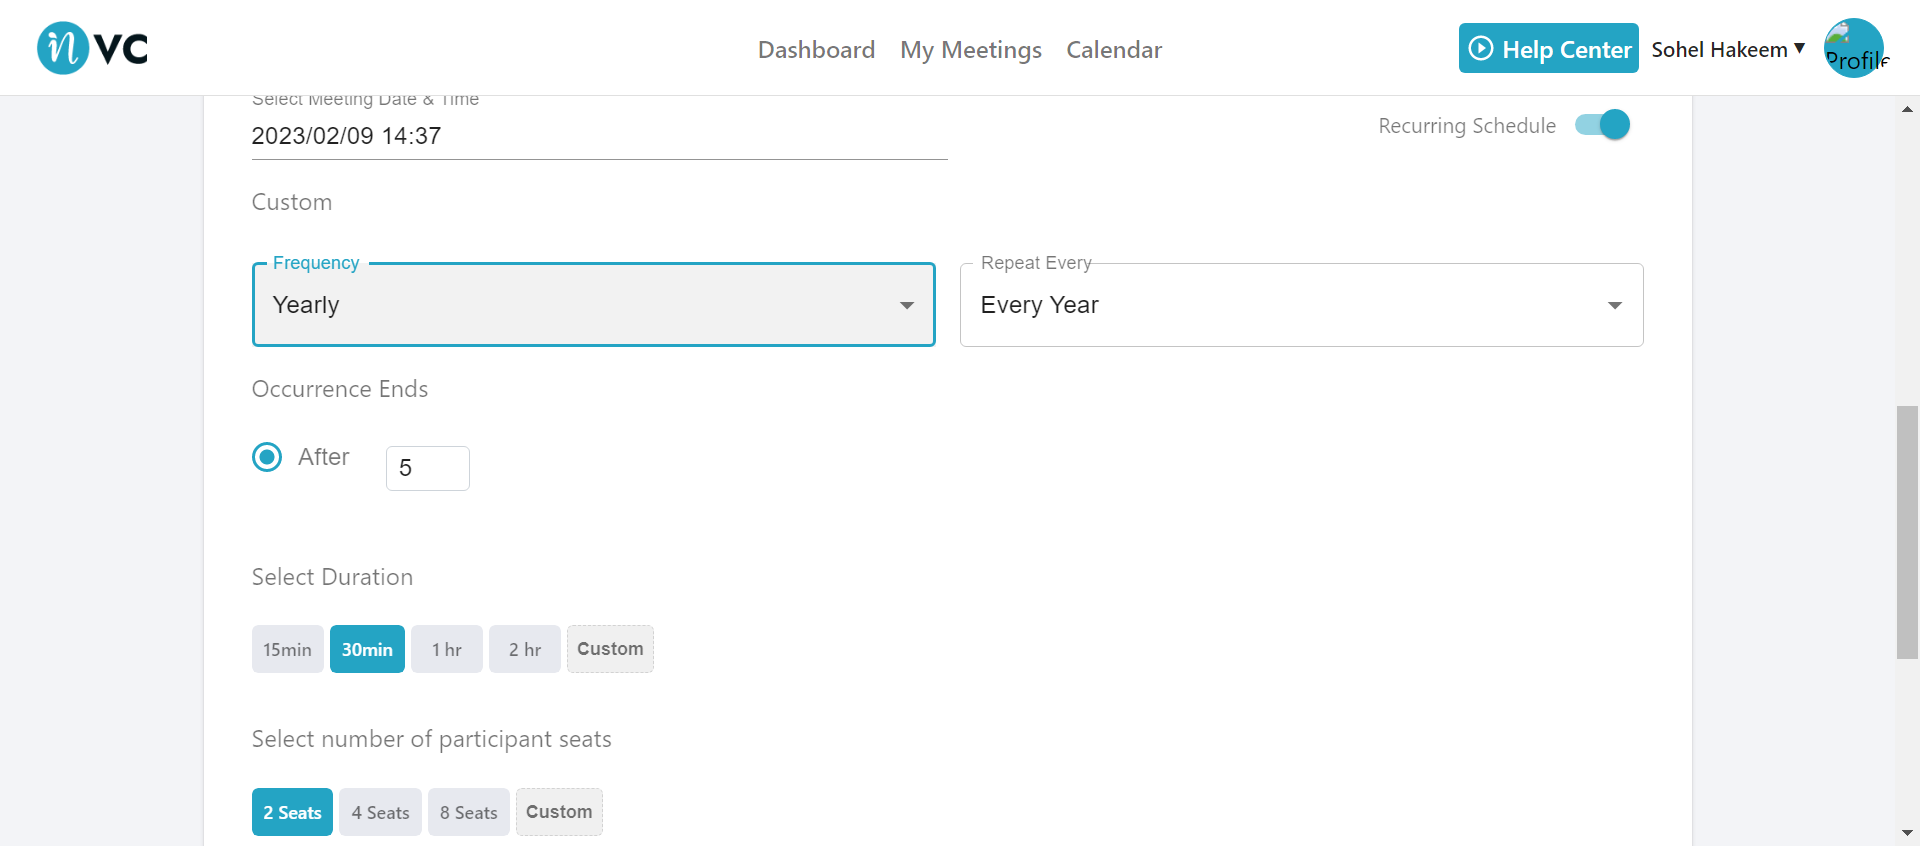 n VC
Dashboard My Meetings Calendar
Help Center Sohel Hakeem ▼
Profile
Select Meeting Date & Time
2023/02/09 14:37
Recurring Schedule
Custom
Frequency
Yearly
Repeat Every
Every Year
Occurrence Ends
After 5
Select Duration
15min 30min 1 hr 2 hr Custom
Select number of participant seats
2 Seats 4 Seats 8 Seats Custom